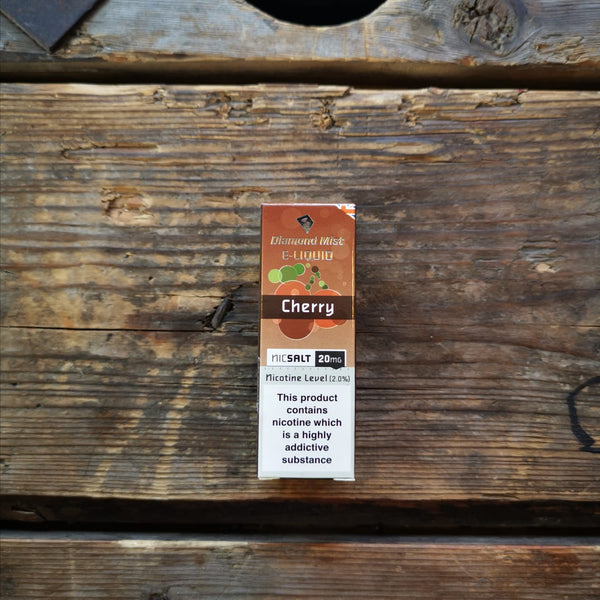 Diamond Mist
E-LIQUID
Cherry
NICSALT 20MG
Nicotine Level (2.0%)
This product
contains
nicotine which
is a highly
addictive
substance